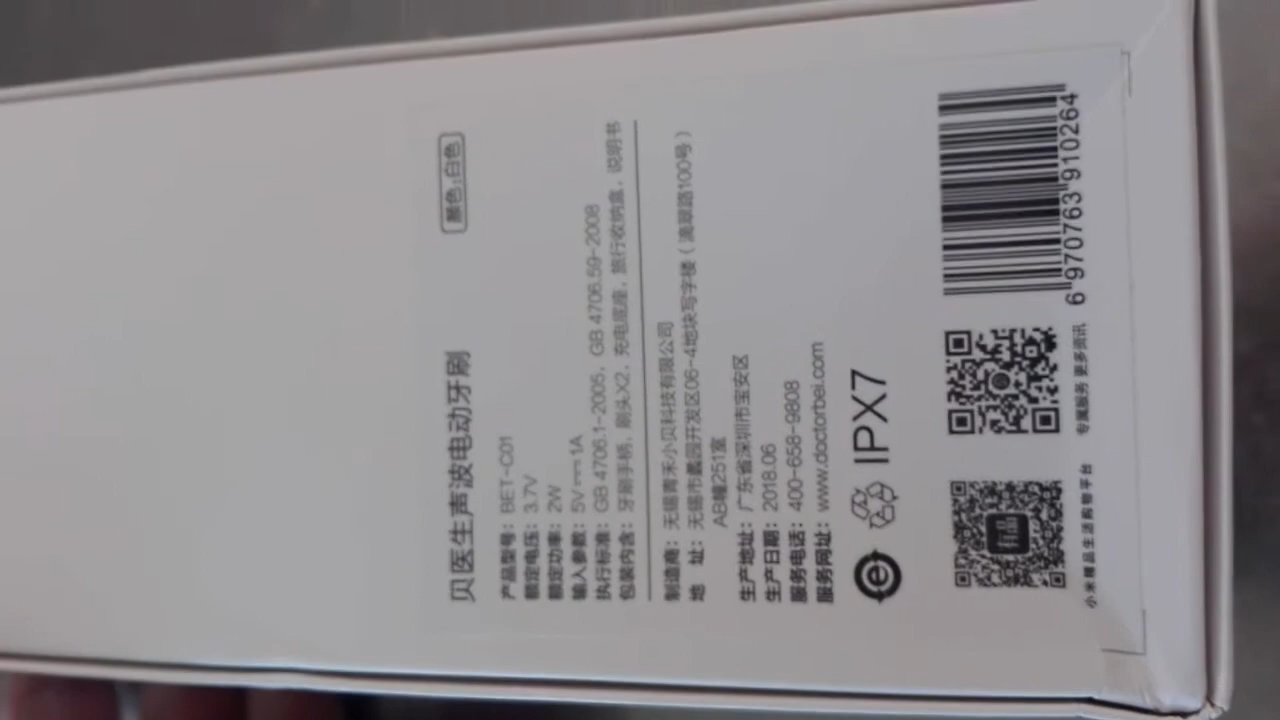 贝医生声波电动牙刷
颜色:白色
产品型号：BET-C01
额定电压：3.7V
额定功率：2W
输入参数：5V⎓1A
执行标准：GB 4706.1-2005，GB 4706.59-2008
包装内含：牙刷手柄，刷头X2，充电底座，旅行收纳盒，说明书
制造商：无锡青禾小贝科技有限公司
地 址：无锡市蠡园开发区06-4地块写字楼（滴翠路100号）
AB幢251室
生产地址：广东省深圳市宝安区
生产日期：2018.06
服务电话：400-658-9808
服务网址：www.doctorbei.com
e IPX7
有品
小米精品生活购物平台
专属服务 更多资讯
6 970763 910264